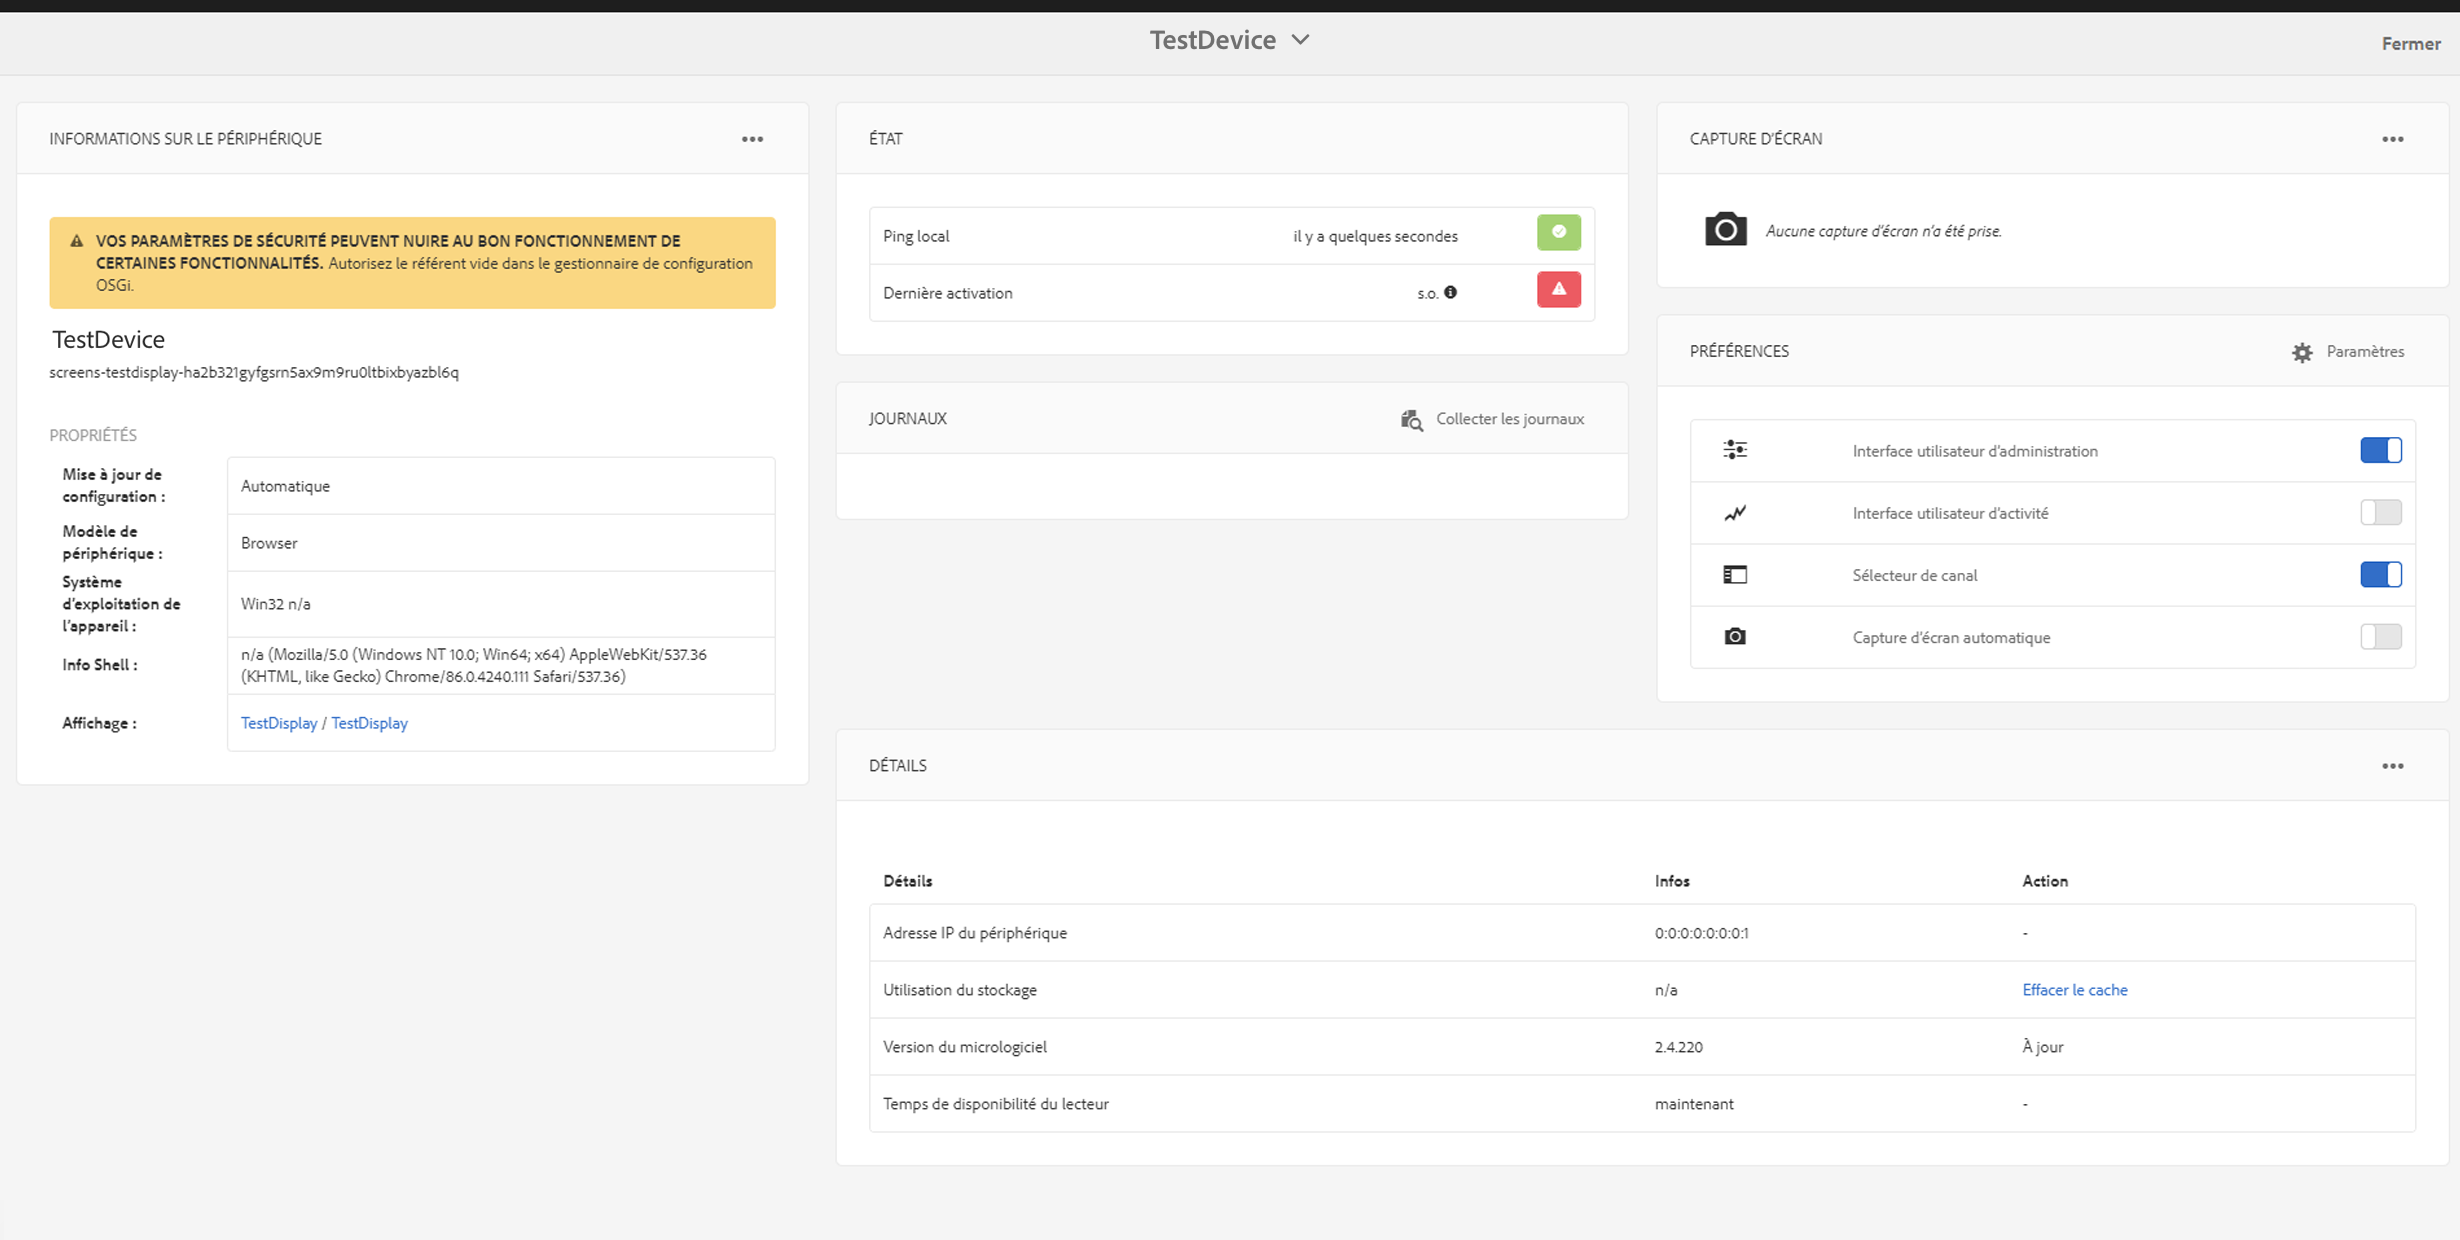 TestDevice
Fermer
INFORMATIONS SUR LE PÉRIPHÉRIQUE
VOS PARAMÈTRES DE SÉCURITÉ PEUVENT NUIRE AU BON FONCTIONNEMENT DE
CERTAINES FONCTIONNALITÉS. Autorisez le référent vide dans le gestionnaire de configuration
OSGi.
TestDevice
screens-testdisplay-ha2b321gyfgsrn5ax9m9ru0ltbixbyazbl6q
PROPRIÉTÉS
Mise à jour de
configuration :
Automatique
Modèle de
périphérique :
Browser
Système
d'exploitation de
l'appareil :
Win32 n/a
Info Shell :
n/a (Mozilla/5.0 (Windows NT 10.0; Win64; x64) AppleWebKit/537.36
(KHTML, like Gecko) Chrome/86.0.4240.111 Safari/537.36)
Affichage :
TestDisplay / TestDisplay
ÉTAT
Ping local
il y a quelques secondes
Dernière activation
s.o.
JOURNAUX
Collecter les journaux
CAPTURE D'ÉCRAN
Aucune capture d'écran n'a été prise.
PRÉFÉRENCES
Paramètres
Interface utilisateur d'administration
Interface utilisateur d'activité
Sélecteur de canal
Capture d'écran automatique
DÉTAILS
Détails Infos Action
Adresse IP du périphérique 0:0:0:0:0:0:0:1 -
Utilisation du stockage n/a Effacer le cache
Version du micrologiciel 2.4.220 À jour
Temps de disponibilité du lecteur maintenant -